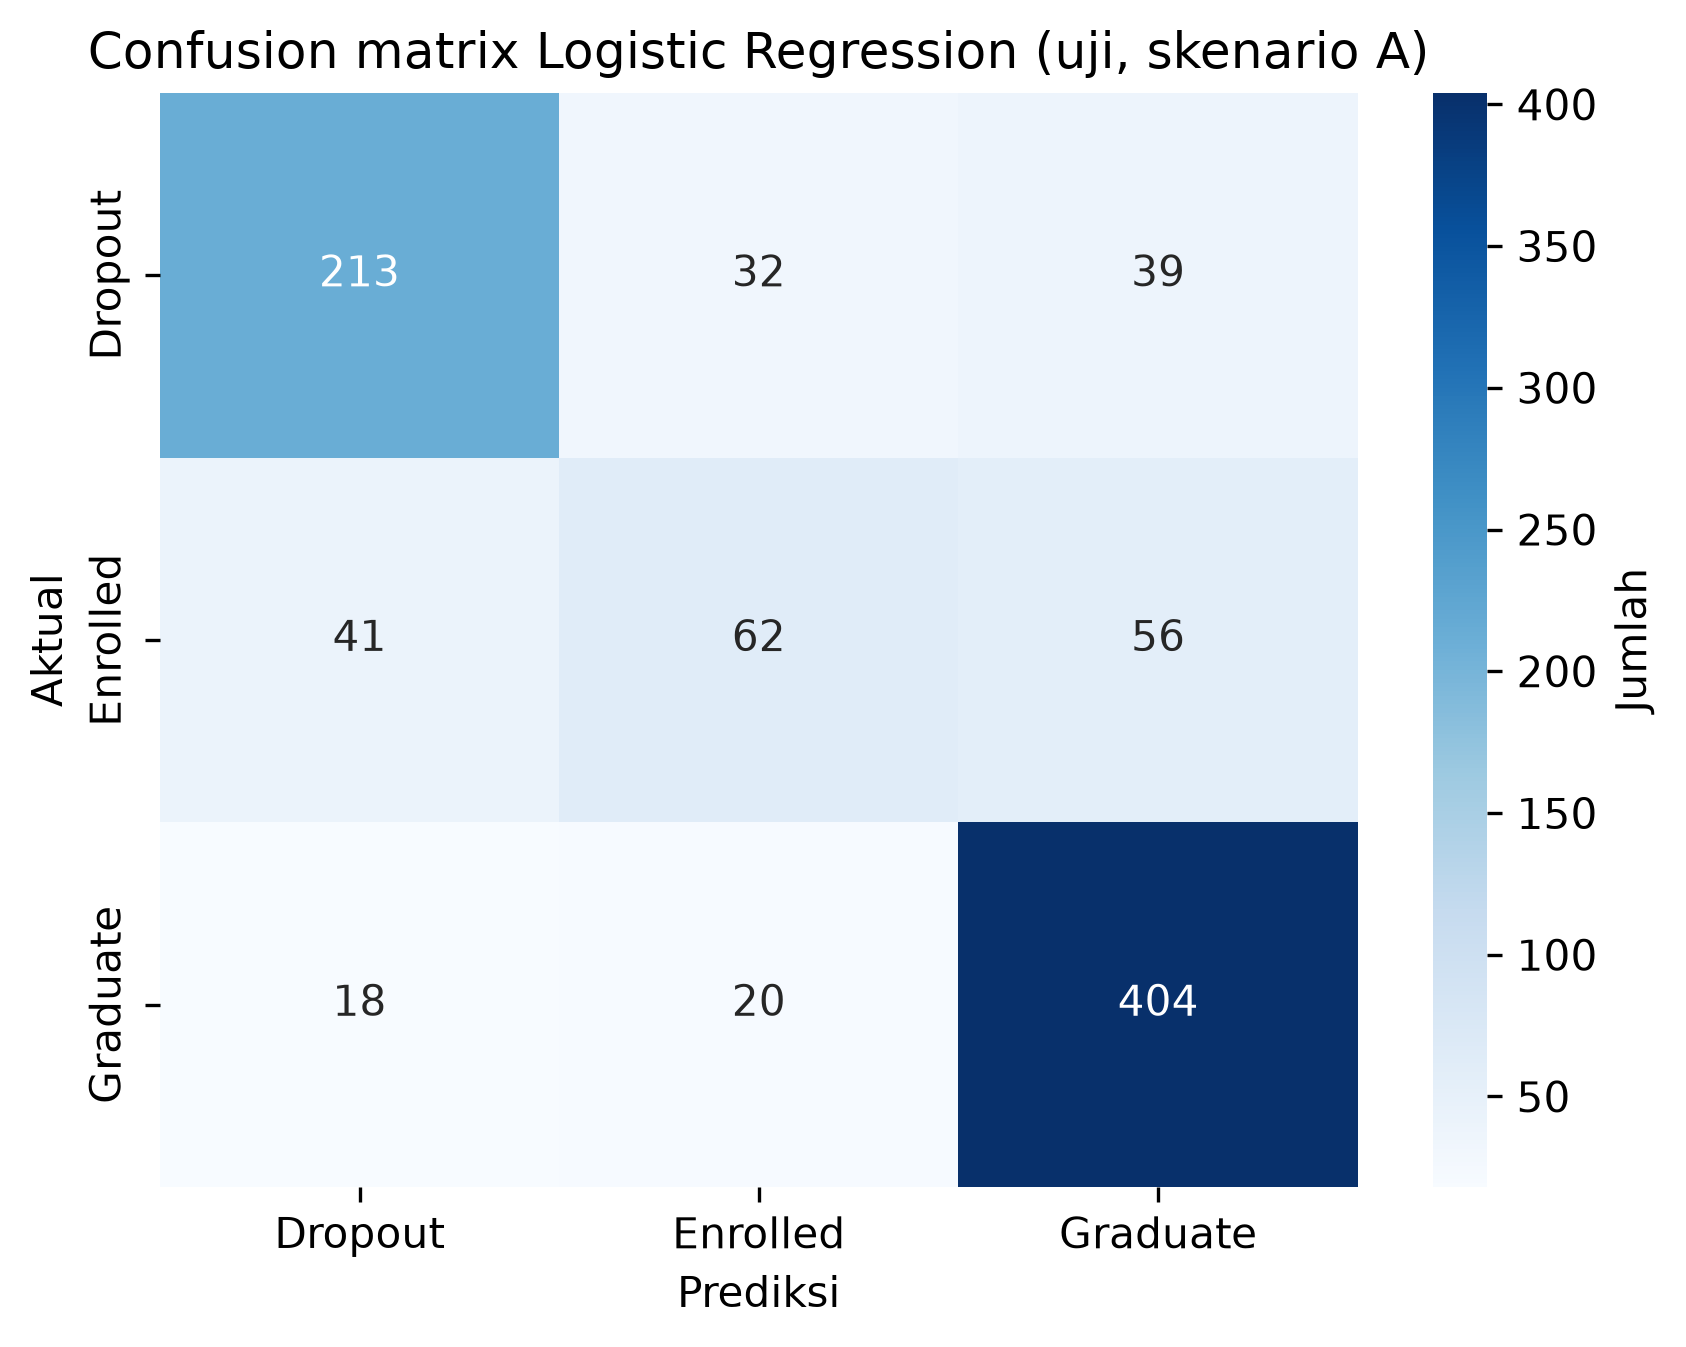 Confusion matrix Logistic Regression (uji, skenario A)
Aktual
Dropout
213 32 39
Enrolled
41 62 56
Graduate
18 20 404
Dropout Enrolled Graduate
Prediksi
400
350
300
250
200
150
100
50
Jumlah